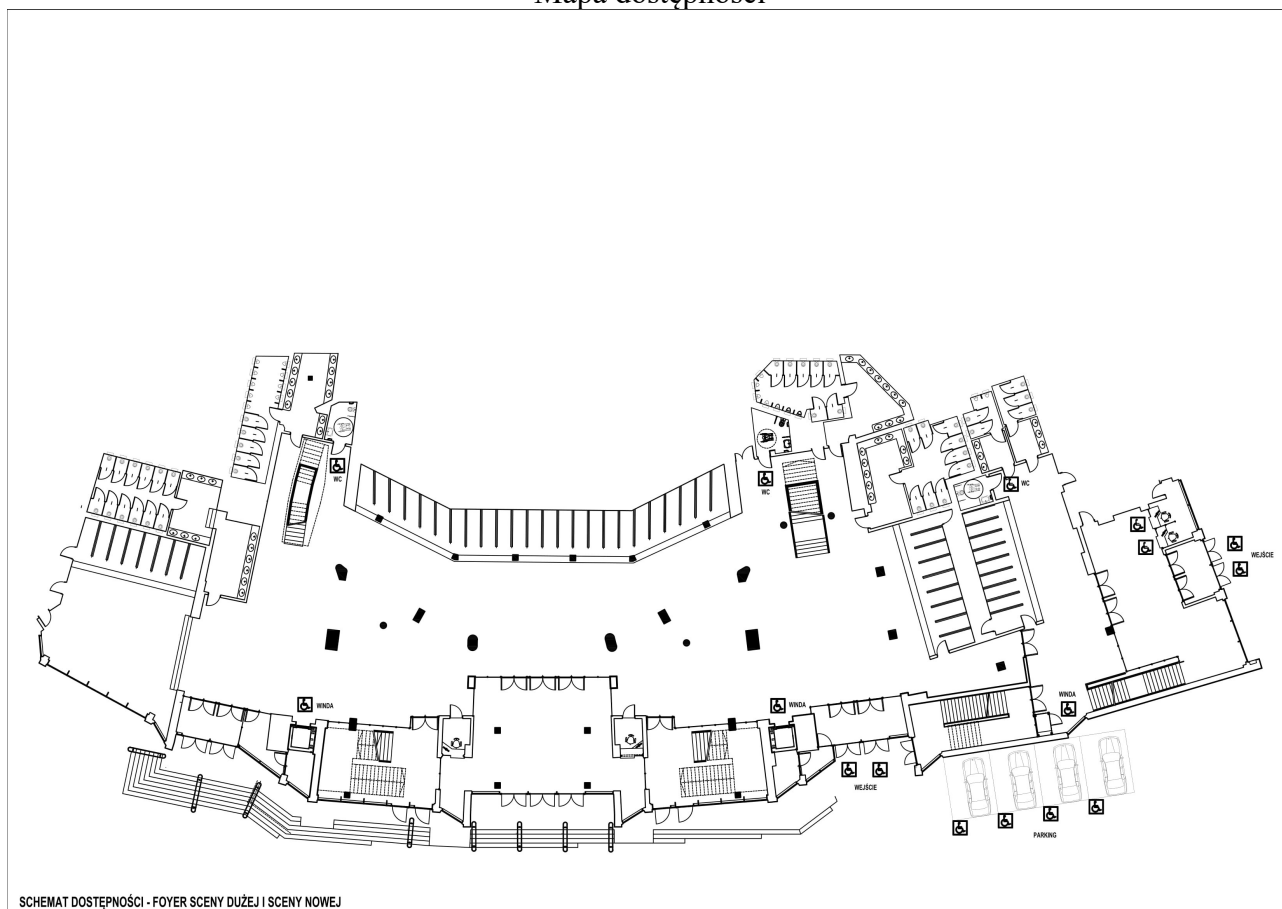 Mapa dostępności
WC
WC
WC
WEJŚCIE
WINDA
WINDA
WINDA
WEJŚCIE
PARKING
SCHEMAT DOSTĘPNOŚCI - FOYER SCENY DUŻEJ I SCENY NOWEJ